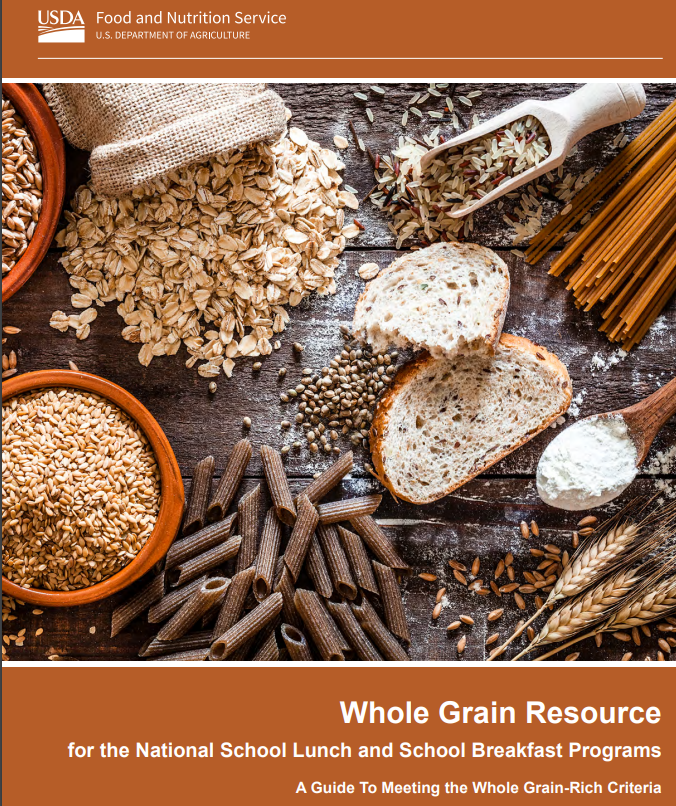 USDA Food and Nutrition Service
U.S. DEPARTMENT OF AGRICULTURE
Whole Grain Resource
for the National School Lunch and School Breakfast Programs
A Guide To Meeting the Whole Grain-Rich Criteria